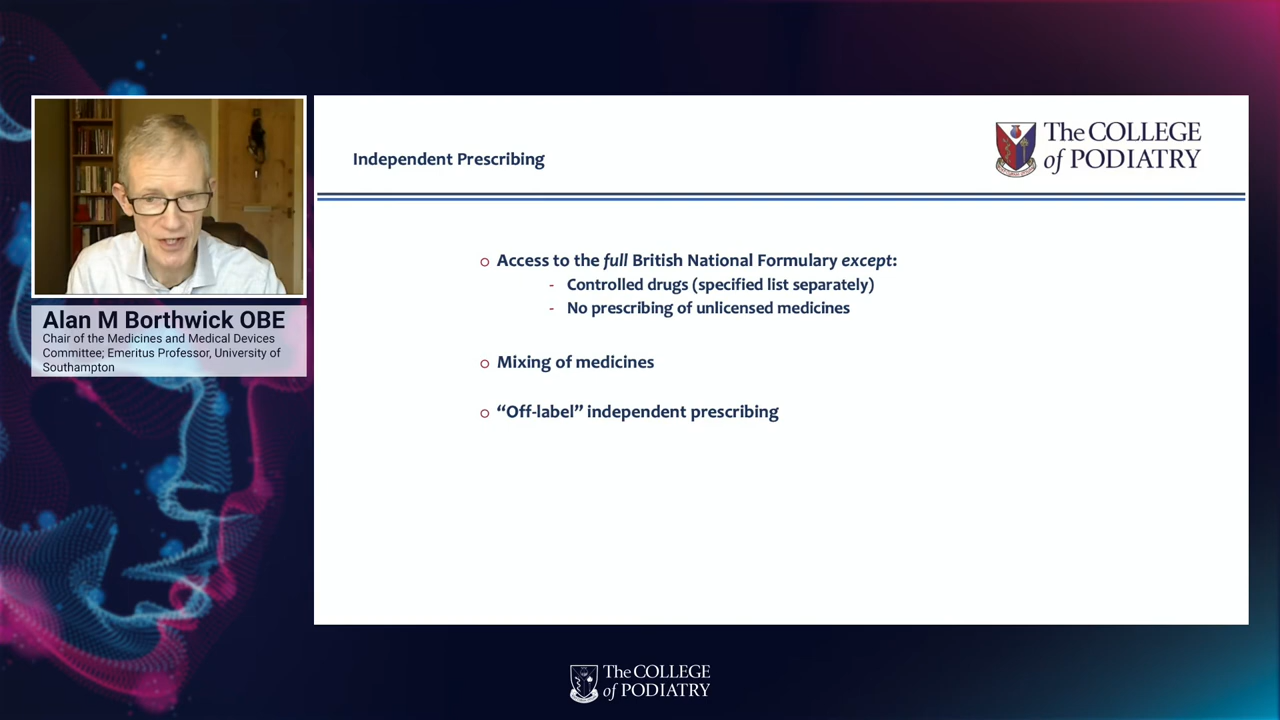 Alan M Borthwick OBE
Chair of the Medicines and Medical Devices
Committee; Emeritus Professor, University of
Southampton
Independent Prescribing
The COLLEGE
of PODIATRY
○ Access to the full British National Formulary except:
- Controlled drugs (specified list separately)
- No prescribing of unlicensed medicines
○ Mixing of medicines
○ “Off-label” independent prescribing
The COLLEGE
of PODIATRY